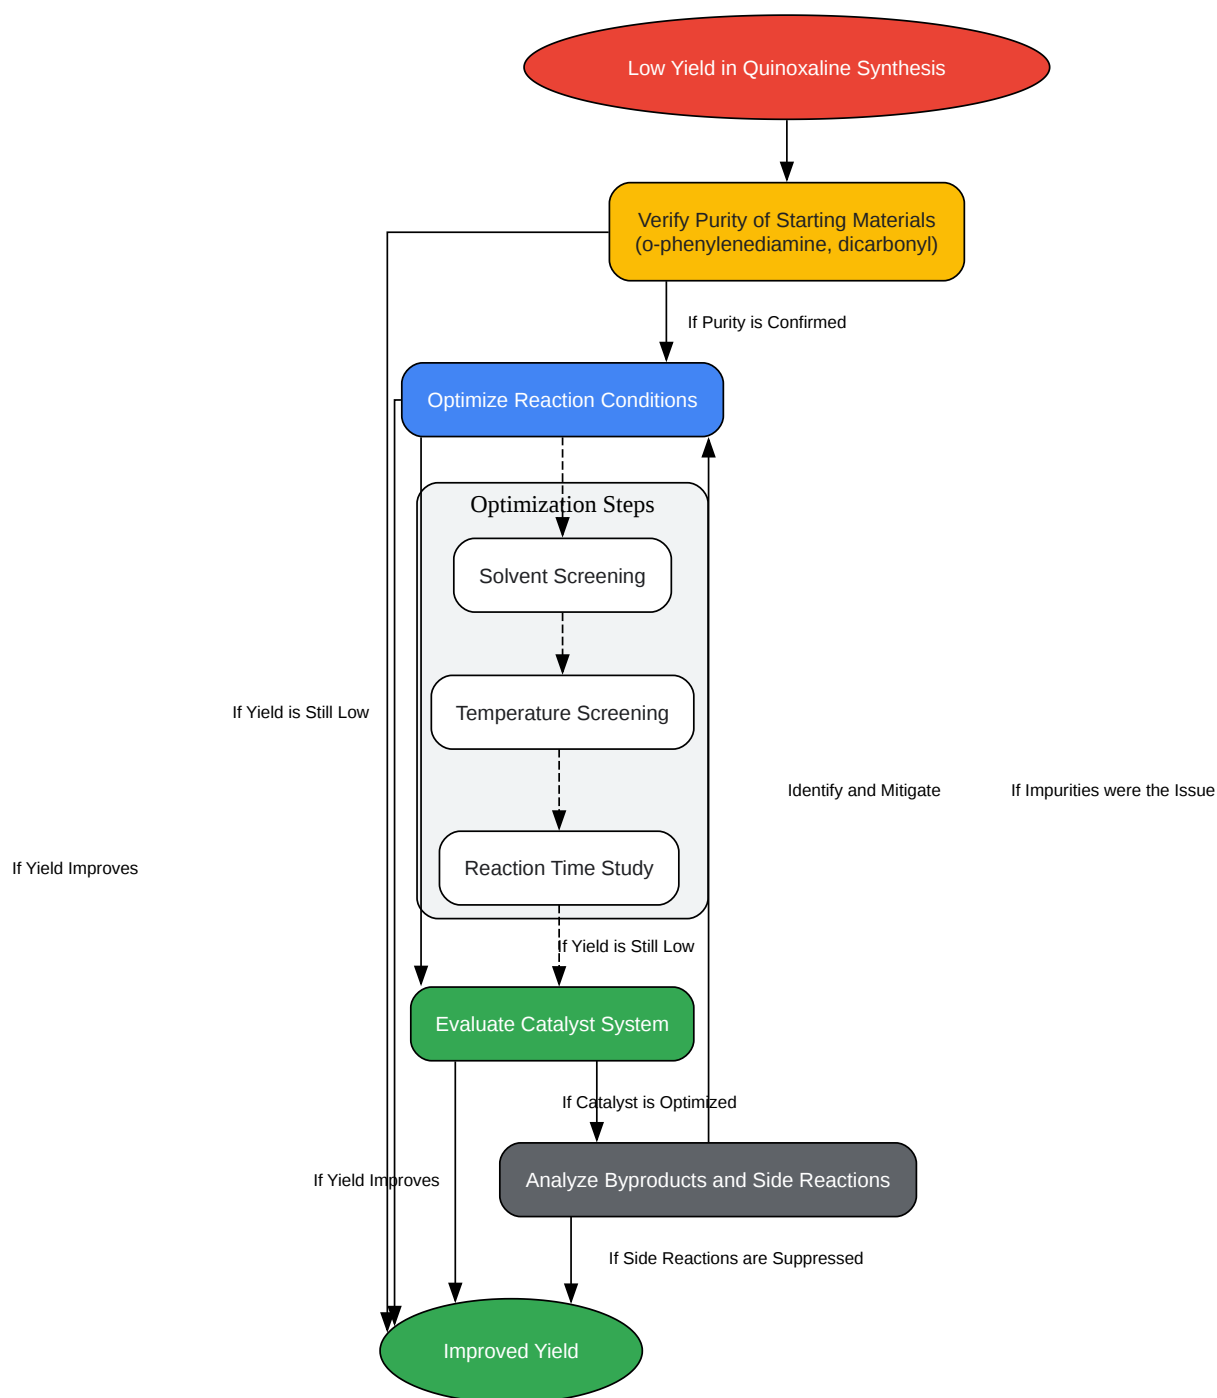 Low Yield in Quinoxaline Synthesis
Verify Purity of Starting Materials
(o-phenylenediamine, dicarbonyl)
If Purity is Confirmed
Optimize Reaction Conditions
Optimization Steps
Solvent Screening
If Yield is Still Low
Temperature Screening
Identify and Mitigate
If Impurities were the Issue
If Yield Improves
Reaction Time Study
If Yield is Still Low
Evaluate Catalyst System
If Catalyst is Optimized
If Yield Improves
Analyze Byproducts and Side Reactions
If Side Reactions are Suppressed
Improved Yield